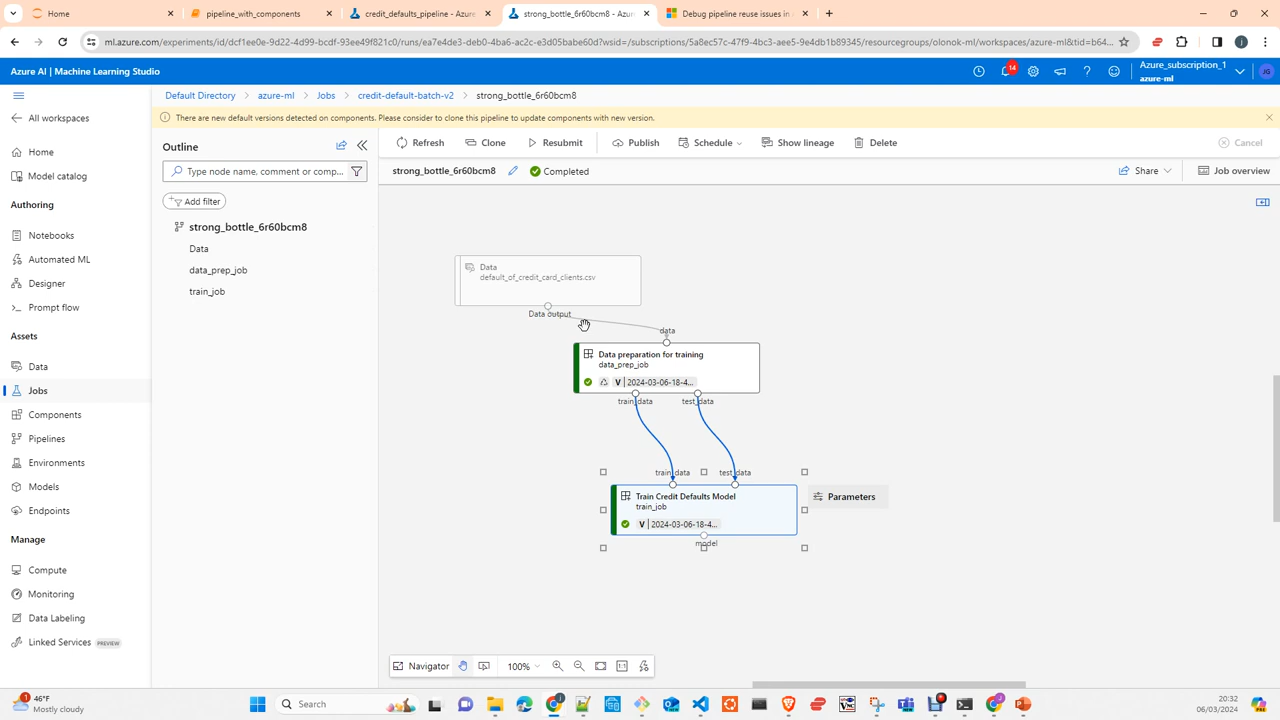 Home
pipeline_with_components
credit_defaults_pipeline - Azure
strong_bottle_6r60bcm8 - Azure
Debug pipeline reuse issues in
ml.azure.com/experiments/id/dcf1ee0e-9d22-4d99-bcdf-93ee49f821c0/runs/ea7e4de3-deb0-4ba6-ac2c-e3d05babe60d?wsid=/subscriptions/5a8ec57c-47f9-4bc3-aee5-9e4db1b89345/resourcegroups/olonok-ml/workspaces/azure-ml&tid=b64...
Azure AI | Machine Learning Studio
14
Azure_subscription_1
azure-ml
JG
All workspaces
Home
Model catalog
Authoring
Notebooks
Automated ML
Designer
Prompt flow
Assets
Data
Jobs
Components
Pipelines
Environments
Models
Endpoints
Manage
Compute
Monitoring
Data Labeling
Linked Services PREVIEW
Default Directory > azure-ml > Jobs > credit-default-batch-v2 > strong_bottle_6r60bcm8
There are new default versions detected on components. Please consider to clone this pipeline to update components with new version.
Outline
Type node name, comment or comp...
Add filter
strong_bottle_6r60bcm8
Data
data_prep_job
train_job
Refresh
Clone
Resubmit
Publish
Schedule
Show lineage
Delete
Cancel
strong_bottle_6r60bcm8
Completed
Share
Job overview
Data
default_of_credit_card_clients.csv
Data output
data
Data preparation for training
data_prep_job
V | 2024-03-06-18-4...
train_data
test_data
train_data
test_data
Train Credit Defaults Model
train_job
V | 2024-03-06-18-4...
model
Parameters
Navigator
100%
1
46°F
Mostly cloudy
Search
20:32
06/03/2024